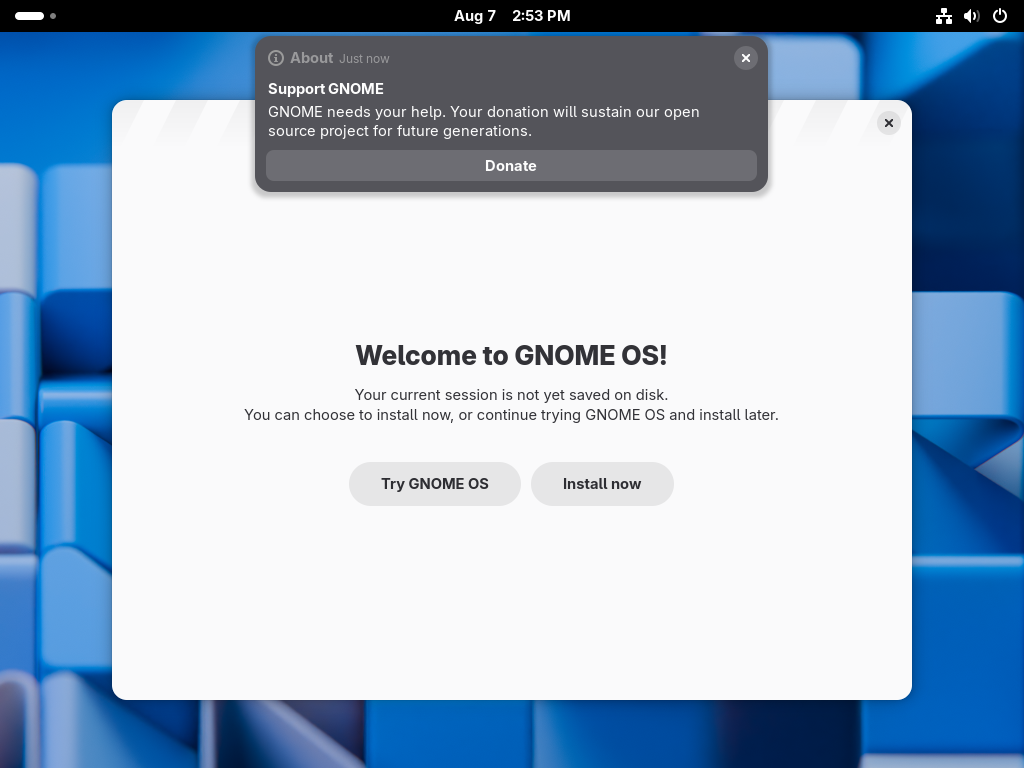 Aug 7 2:53 PM
About Just now
Support GNOME
GNOME needs your help. Your donation will sustain our open
source project for future generations.
Donate
Welcome to GNOME OS!
Your current session is not yet saved on disk.
You can choose to install now, or continue trying GNOME OS and install later.
Try GNOME OS Install now